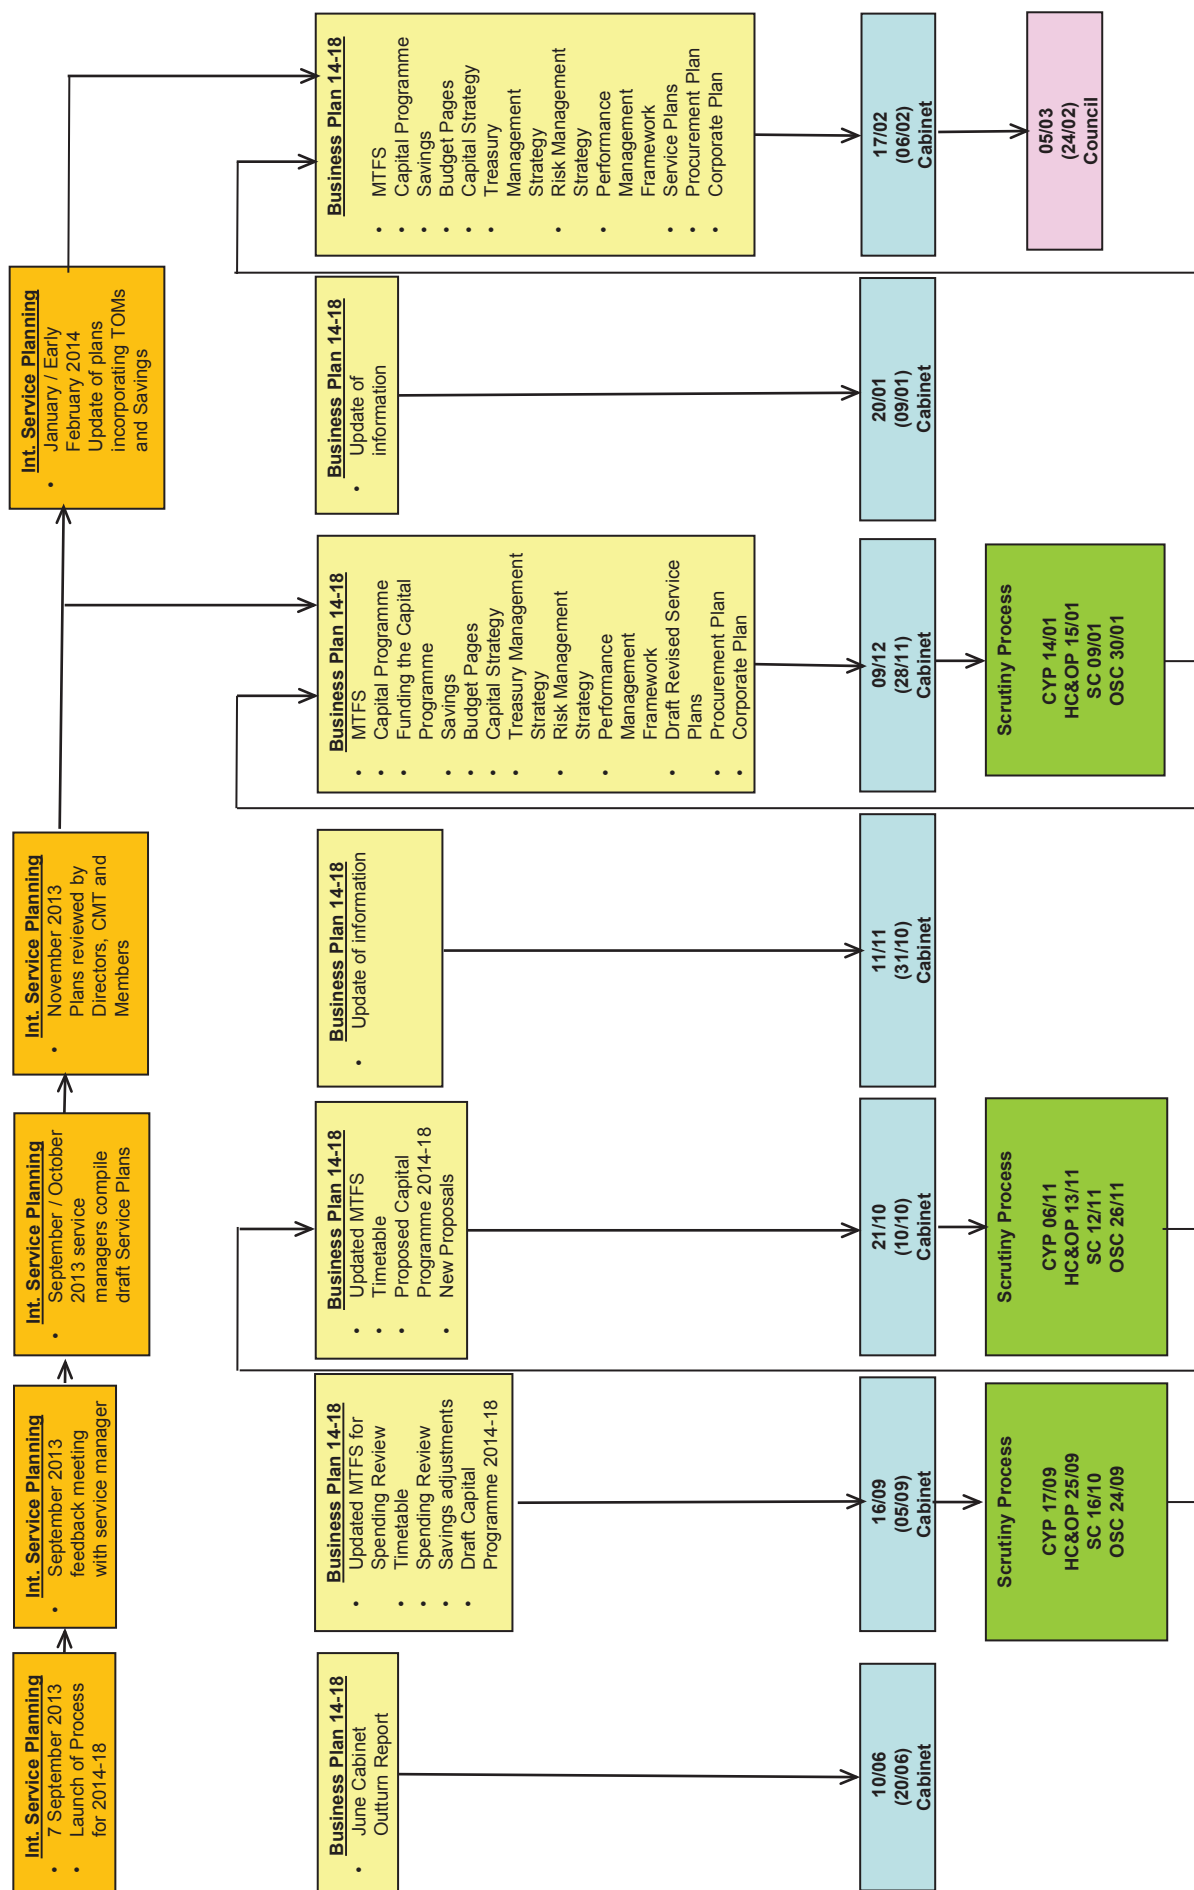 Int. Service Planning
• 7 September 2013
• Launch of Process
for 2014-18
Int. Service Planning
• September 2013
feedback meeting
with service manager
Int. Service Planning
• September / October
2013 service
managers compile
draft Service Plans
Int. Service Planning
• November 2013
Plans reviewed by
Directors, CMT and
Members
Int. Service Planning
• January / Early
February 2014
Update of plans
incorporating TOMs
and Savings
Business Plan 14-18
• June Cabinet
Outturn Report
Business Plan 14-18
• Updated MTFS for
Spending Review
• Timetable
• Spending Review
• Savings adjustments
• Draft Capital
Programme 2014-18
Business Plan 14-18
• Updated MTFS
• Timetable
• Proposed Capital
Programme 2014-18
• New Proposals
Business Plan 14-18
• Update of information
Business Plan 14-18
• MTFS
• Capital Programme
• Funding the Capital
Programme
• Savings
• Budget Pages
• Capital Strategy
• Treasury Management
Strategy
• Risk Management
Strategy
• Performance
Management
Framework
• Draft Revised Service
Plans
• Procurement Plan
• Corporate Plan
Business Plan 14-18
• Update of
information
Business Plan 14-18
• MTFS
• Capital Programme
• Savings
• Budget Pages
• Capital Strategy
• Treasury
Management
Strategy
• Risk Management
Strategy
• Performance
Management
Framework
• Service Plans
• Procurement Plan
• Corporate Plan
10/06
(20/06)
Cabinet
16/09
(05/09)
Cabinet
21/10
(10/10)
Cabinet
11/11
(31/10)
Cabinet
09/12
(28/11)
Cabinet
20/01
(09/01)
Cabinet
17/02
(06/02)
Cabinet
Scrutiny Process
CYP 17/09
HC&OP 25/09
SC 16/10
OSC 24/09
Scrutiny Process
CYP 06/11
HC&OP 13/11
SC 12/11
OSC 26/11
Scrutiny Process
CYP 14/01
HC&OP 15/01
SC 09/01
OSC 30/01
05/03
(24/02)
Council